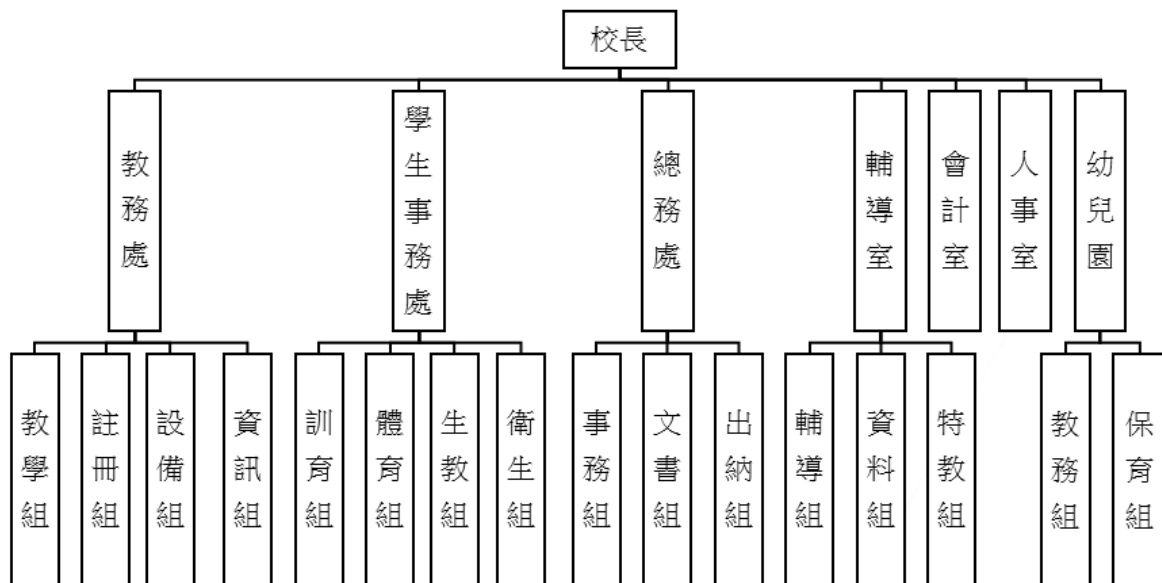 校長
教務處
學生事務處
總務處
輔導室
會計室
人事室
幼兒園
教學組
註冊組
設備組
資訊組
訓育組
體育組
生教組
衛生組
事務組
文書組
出納組
輔導組
資料組
特教組
教務組
保育組